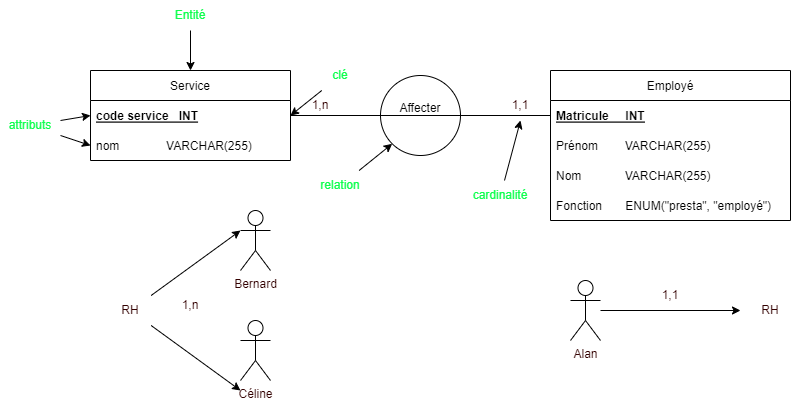 Entité
Service
clé
Employé
1,n
Affecter
1,1
attributs
code service INT
Matricule INT
nom VARCHAR(255)
Prénom VARCHAR(255)
Nom VARCHAR(255)
relation
cardinalité
Fonction ENUM("presta", "employé")
Bernard
RH
1,n
1,1
RH
Alan
Céline